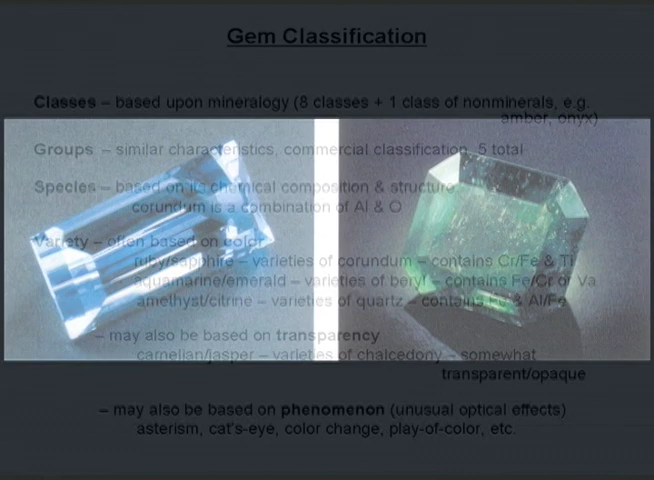 Gem Classification
Classes – based upon mineralogy (8 classes + 1 class of nonminerals, e.g.
amber, onyx)
Groups – similar characteristics, commercial classification, 5 total
Species – based on its chemical composition & structure
corundum is a combination of Al & O
Variety – often based on color
ruby/sapphire – varieties of corundum – contains Cr/Fe & Ti
aquamarine/emerald – varieties of beryl – contains Fe/Cr or Va
amethyst/citrine – varieties of quartz – contains Fe & Al/Fe
– may also be based on transparency
carnelian/jasper – varieties of chalcedony – somewhat
transparent/opaque
– may also be based on phenomenon (unusual optical effects)
asterism, cat's-eye, color change, play-of-color, etc.